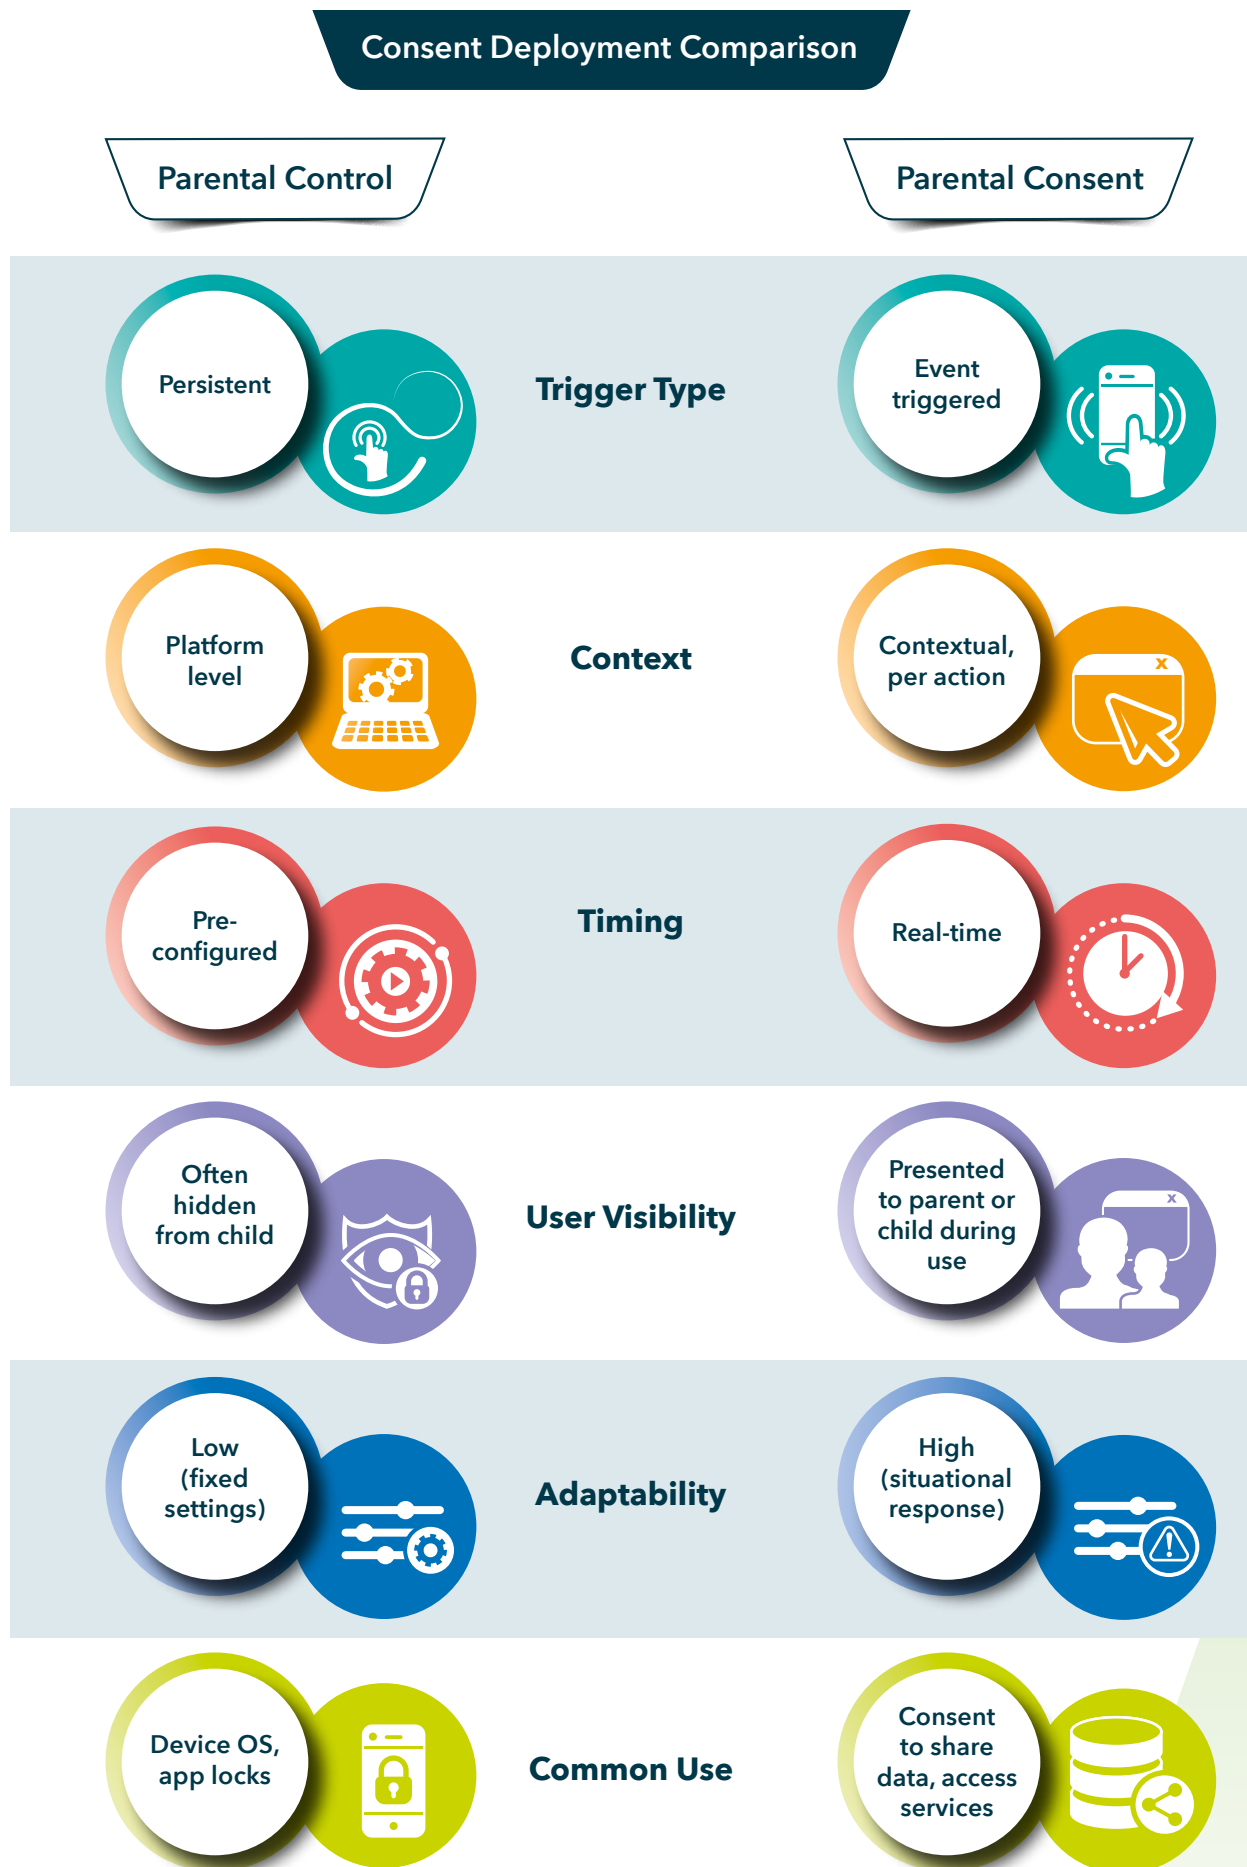 Consent Deployment Comparison
Parental Control
Parental Consent
Persistent
Trigger Type
Event
triggered
Platform
level
Context
Contextual,
per action
x
Pre-
configured
Timing
Real-time
Often
hidden
from child
User Visibility
Presented
to parent or
child during
use
x
Low
(fixed
settings)
Adaptability
High
(situational
response)
Device OS,
app locks
Common Use
Consent
to share
data, access
services